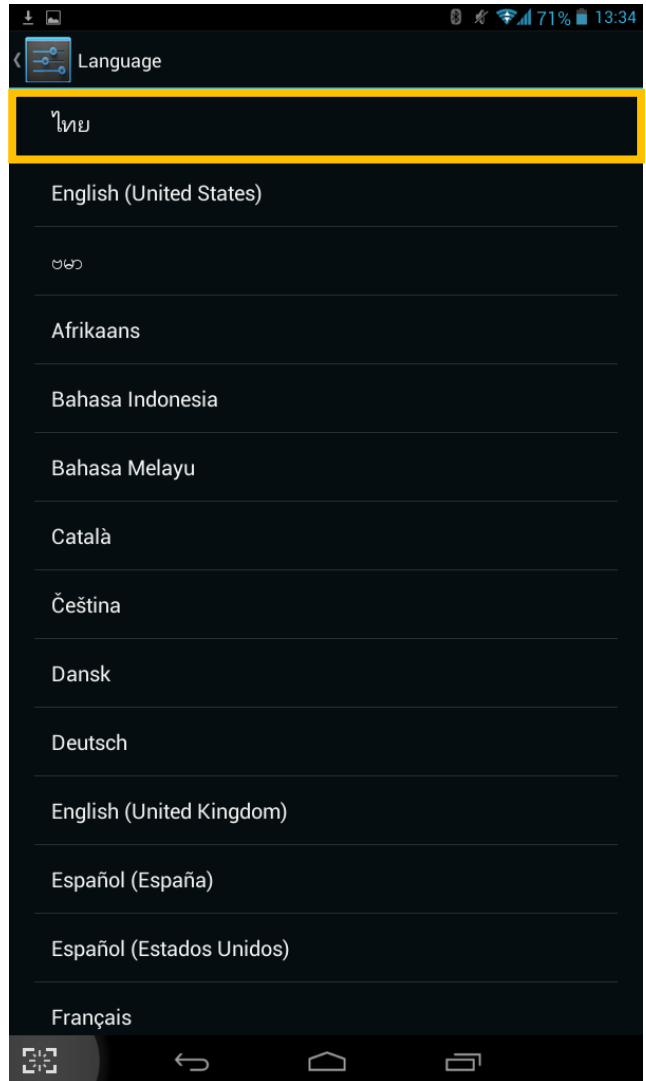 71% 13:34
Language
ไทย
English (United States)
ဗမာ
Afrikaans
Bahasa Indonesia
Bahasa Melayu
Català
Čeština
Dansk
Deutsch
English (United Kingdom)
Español (España)
Español (Estados Unidos)
Français